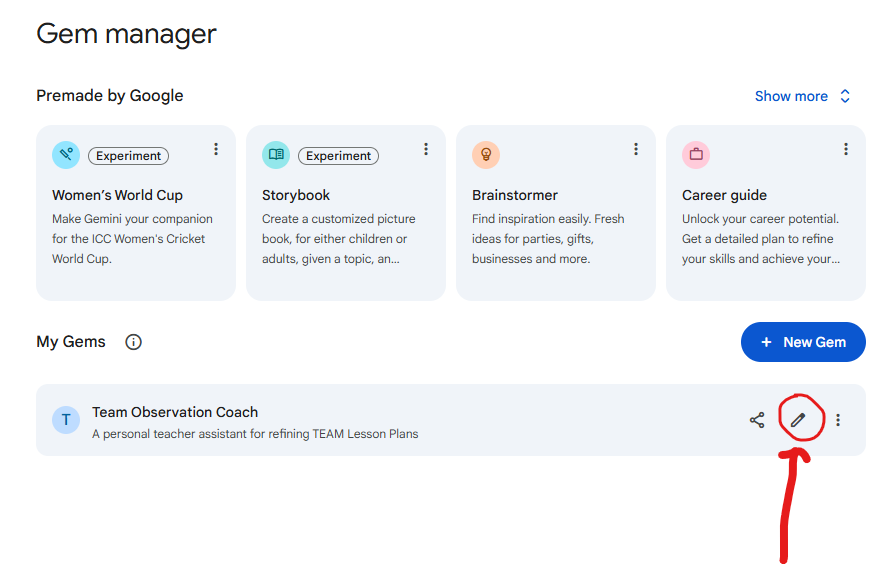 Gem manager
Premade by Google
Show more
Experiment
Women’s World Cup
Make Gemini your companion
for the ICC Women's Cricket
World Cup.
Experiment
Storybook
Create a customized picture
book, for either children or
adults, given a topic, an...
Brainstormer
Find inspiration easily. Fresh
ideas for parties, gifts,
businesses and more.
Career guide
Unlock your career potential.
Get a detailed plan to refine
your skills and achieve your...
My Gems
+ New Gem
T
Team Observation Coach
A personal teacher assistant for refining TEAM Lesson Plans